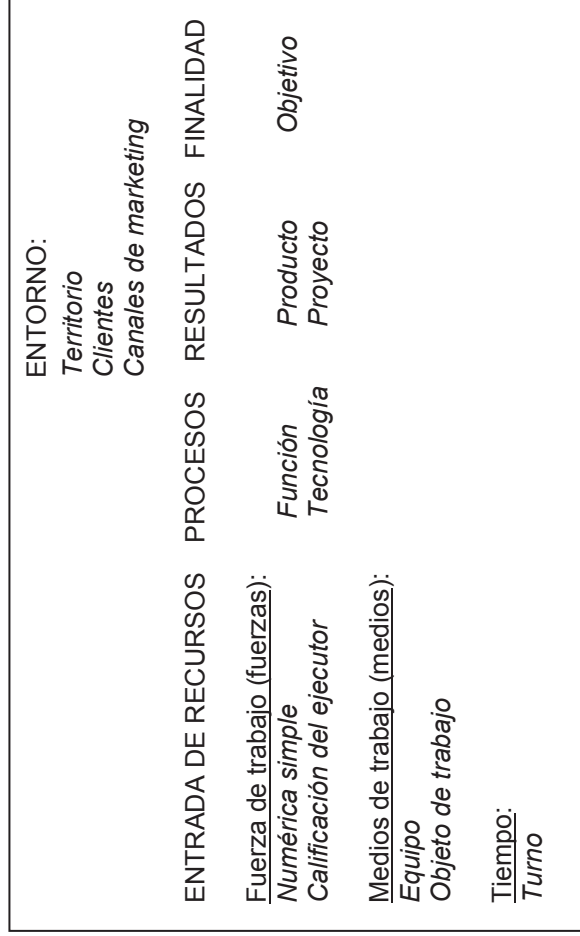 ENTORNO:
Territorio
Clientes
Canales de marketing
ENTRADA DE RECURSOS PROCESOS RESULTADOS FINALIDAD
Fuerza de trabajo (fuerzas):
Numérica simple
Calificación del ejecutor
Función
Tecnología
Producto
Proyecto
Objetivo
Medios de trabajo (medios):
Equipo
Objeto de trabajo
Tiempo:
Turno